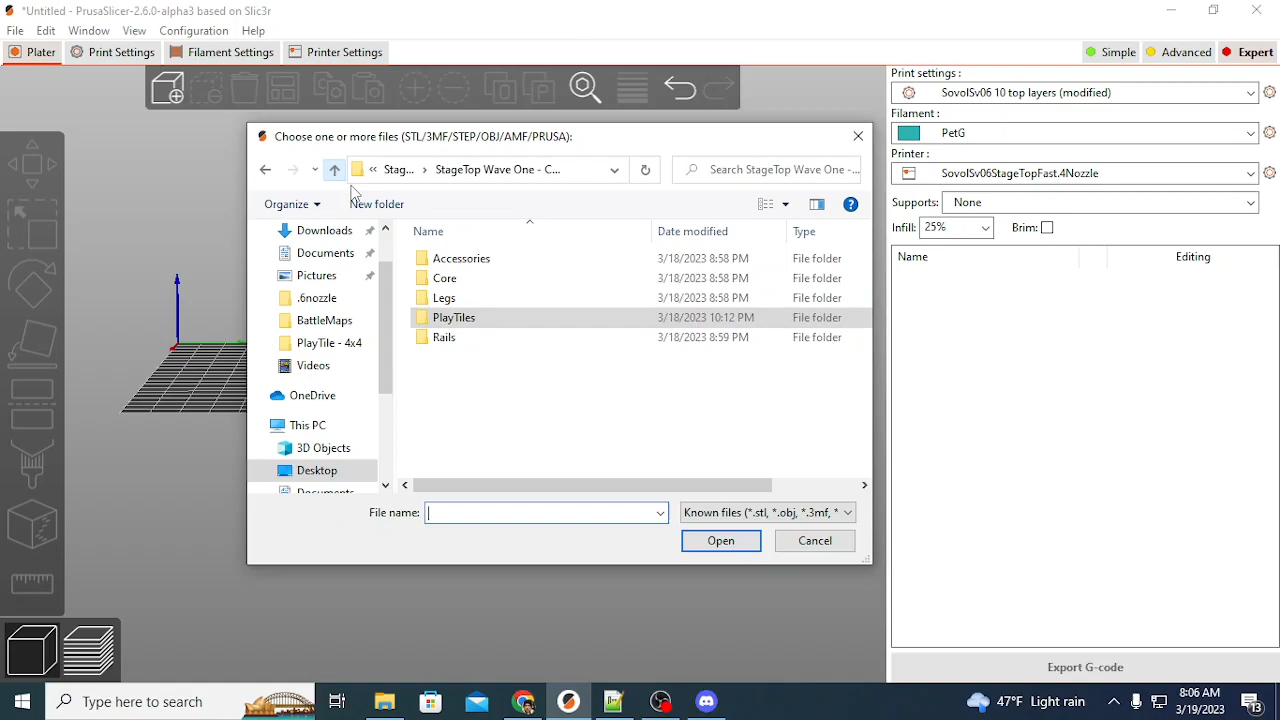 *Untitled - PrusaSlicer-2.6.0-alpha3 based on Slic3r
File Edit Window View Configuration Help
Plater Print Settings Filament Settings Printer Settings Simple Advanced Expert
Print settings :
SovolSv06 10 top layers (modified)
Filament :
PetG
Printer :
SovolSv06StageTopFast.4Nozzle
Supports: None
Infill: 25% Brim:
Name Editing
Choose one or more files (STL/3MF/STEP/OBJ/AMF/PRUSA):
« Stag... › StageTop Wave One - C... Search StageTop Wave One -...
Organize New folder
Downloads
Documents
Pictures
.6nozzle
BattleMaps
PlayTile - 4x4
Videos
OneDrive
This PC
3D Objects
Desktop
Documents
Name Date modified Type
Accessories 3/18/2023 8:58 PM File folder
Core 3/18/2023 8:58 PM File folder
Legs 3/18/2023 8:58 PM File folder
PlayTiles 3/18/2023 10:12 PM File folder
Rails 3/18/2023 8:59 PM File folder
File name: Known files (*.stl, *.obj, *.3mf, *
Open Cancel
Export G-code
Type here to search
47°F Light rain
8:06 AM
3/19/2023
13